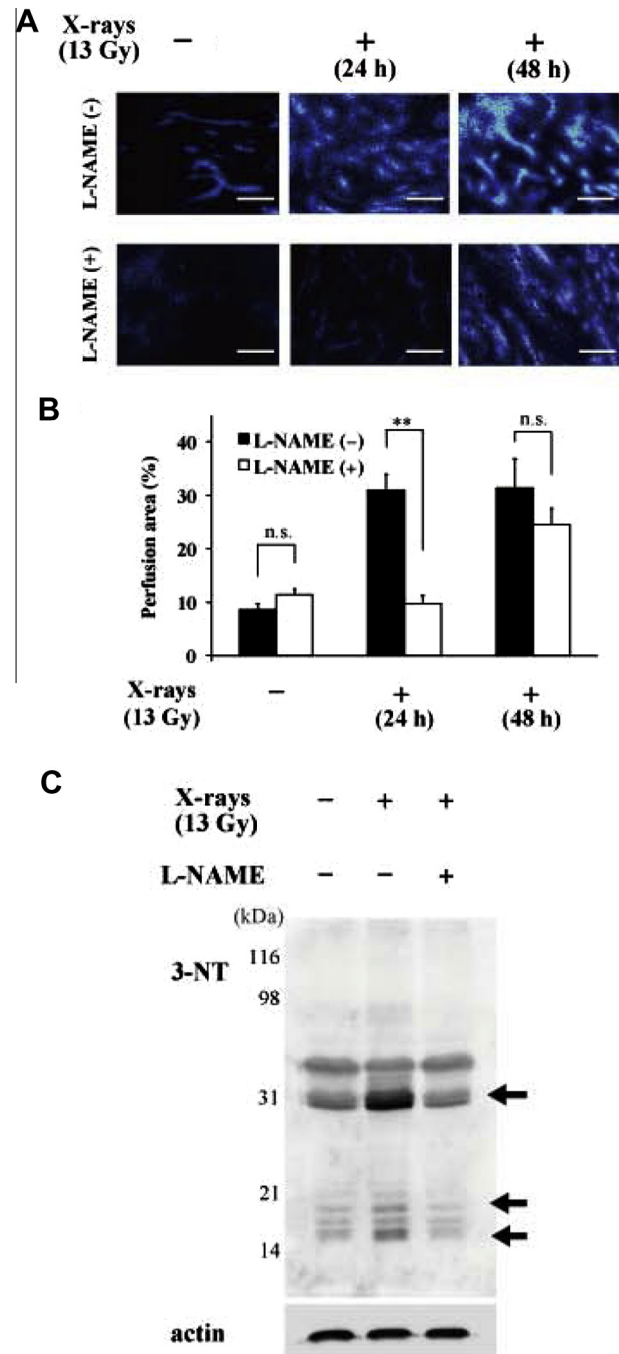 A
X-rays
(13 Gy)
− + +
(24 h) (48 h)
L-NAME (-)
L-NAME (+)
B
Perfusion area (%)
40
30
20
10
0
L-NAME (−)
L-NAME (+)
n.s.
**
n.s.
X-rays
(13 Gy)
− + +
(24 h) (48 h)
C
X-rays
(13 Gy)
− + +
L-NAME − − +
(kDa)
3-NT
116
98
31
21
14
actin